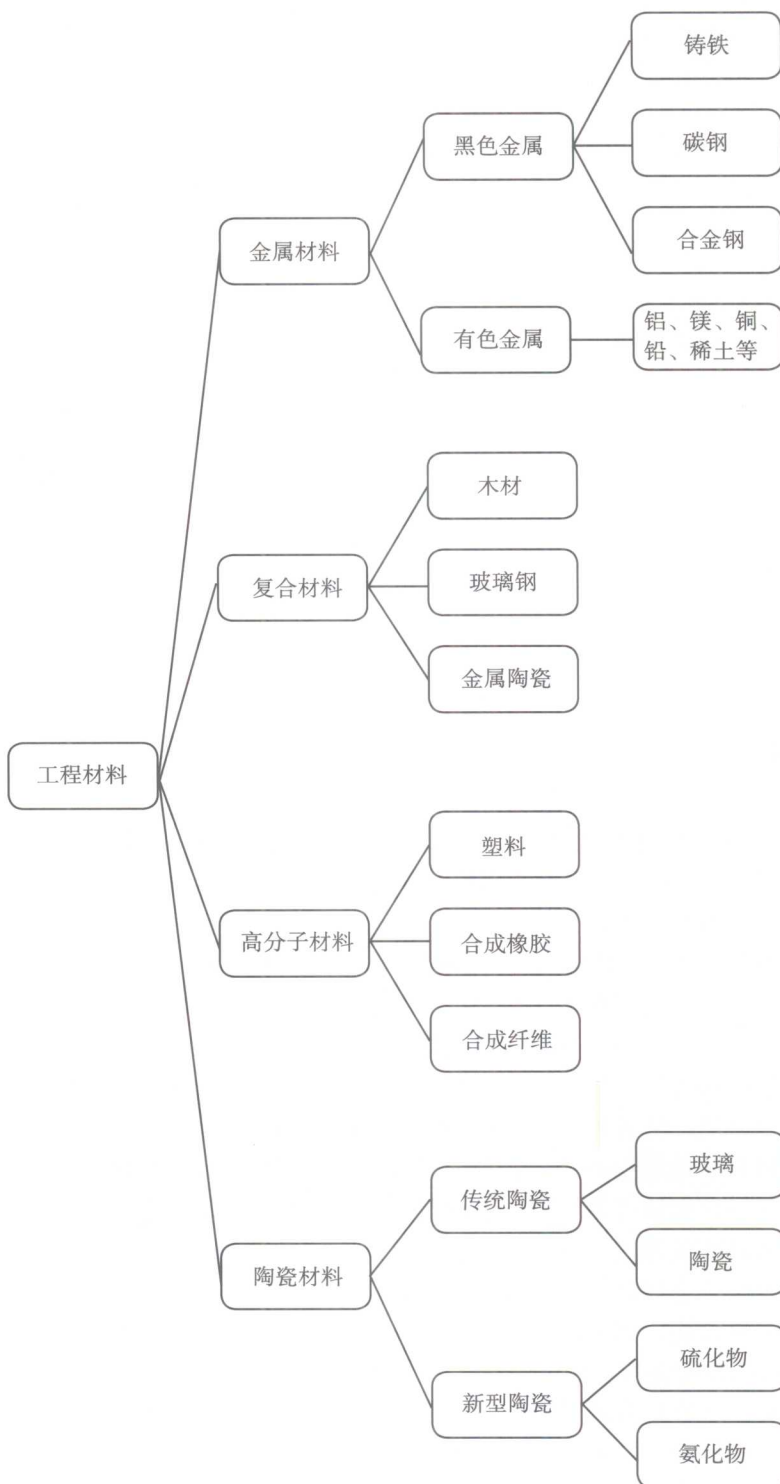 工程材料
金属材料
黑色金属
铸铁
碳钢
合金钢
有色金属
铝、镁、铜、
铅、稀土等
复合材料
木材
玻璃钢
金属陶瓷
高分子材料
塑料
合成橡胶
合成纤维
陶瓷材料
传统陶瓷
玻璃
陶瓷
新型陶瓷
硫化物
氨化物